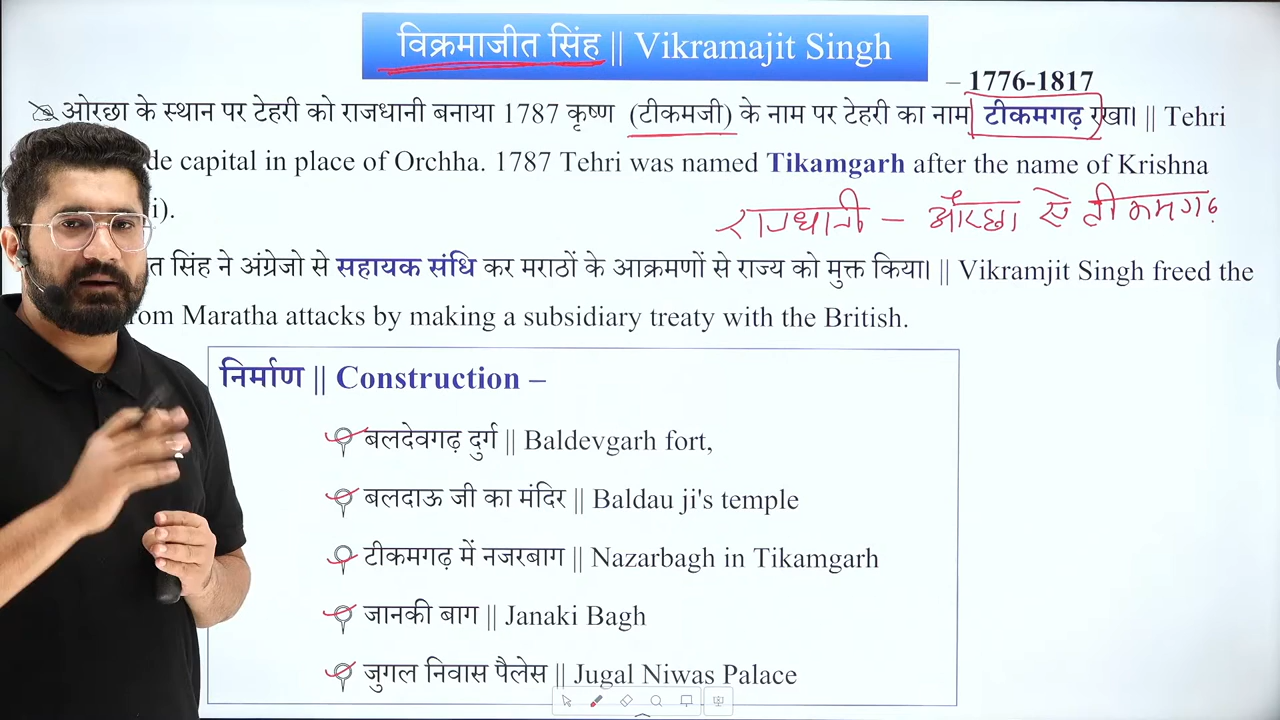 विक्रमाजीत सिंह || Vikramajit Singh
– 1776-1817
ओरछा के स्थान पर टेहरी को राजधानी बनाया 1787 कृष्ण (टीकमजी) के नाम पर टेहरी का नाम टीकमगढ़ रखा। || Tehri
de capital in place of Orchha. 1787 Tehri was named Tikamgarh after the name of Krishna
i).
राजधानी – ओरछा से टीकमगढ़
त सिंह ने अंग्रेजो से सहायक संधि कर मराठों के आक्रमणों से राज्य को मुक्त किया। || Vikramjit Singh freed the
om Maratha attacks by making a subsidiary treaty with the British.
निर्माण || Construction –
बलदेवगढ़ दुर्ग || Baldevgarh fort,
बलदाऊ जी का मंदिर || Baldau ji's temple
टीकमगढ़ में नजरबाग || Nazarbagh in Tikamgarh
जानकी बाग || Janaki Bagh
जुगल निवास पैलेस || Jugal Niwas Palace